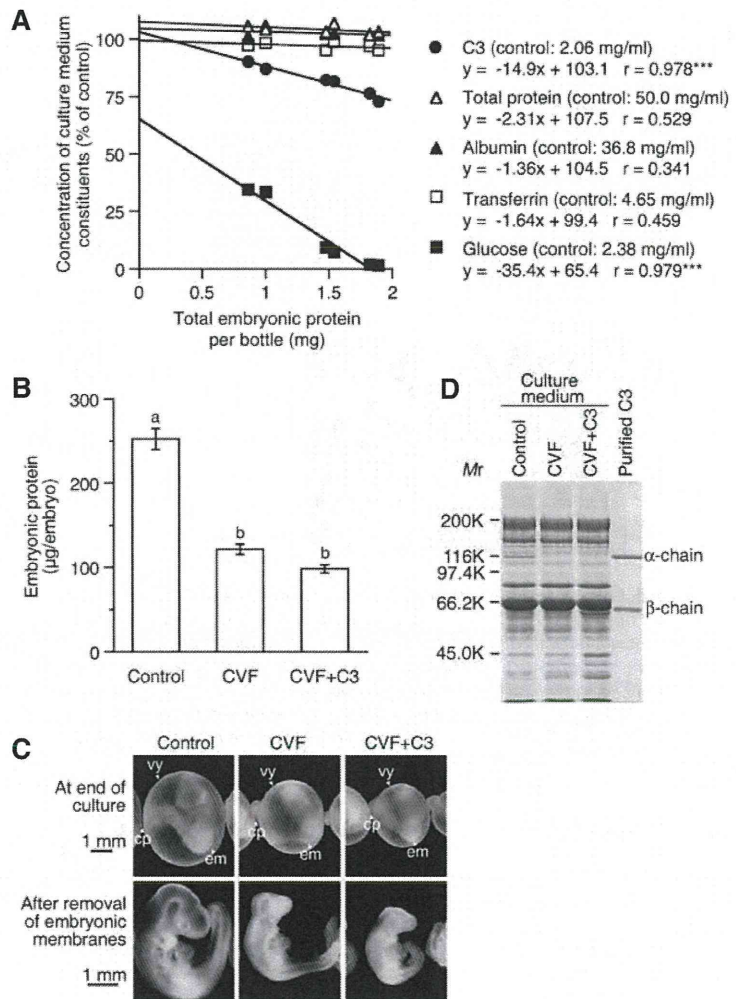 A
Concentration of culture medium
constituents (% of control)
100
75
50
25
0
0
0.5
1.0
1.5
2
Total embryonic protein
per bottle (mg)
● C3 (control: 2.06 mg/ml)
y = -14.9x + 103.1 r = 0.978***
△ Total protein (control: 50.0 mg/ml)
y = -2.31x + 107.5 r = 0.529
▲ Albumin (control: 36.8 mg/ml)
y = -1.36x + 104.5 r = 0.341
□ Transferrin (control: 4.65 mg/ml)
y = -1.64x + 99.4 r = 0.459
■ Glucose (control: 2.38 mg/ml)
y = -35.4x + 65.4 r = 0.979***
B
Embryonic protein
(µg/embryo)
300
200
100
0
a
b
b
Control
CVF
CVF+C3
D
Culture
medium
Mr
Control
CVF
CVF+C3
Purified C3
200K
116K
97.4K
66.2K
45.0K
α-chain
β-chain
C
Control
CVF
CVF+C3
At end of
culture
1 mm
vy
cp
em
vy
cp
em
vy
cp
em
After removal
of embryonic
membranes
1 mm